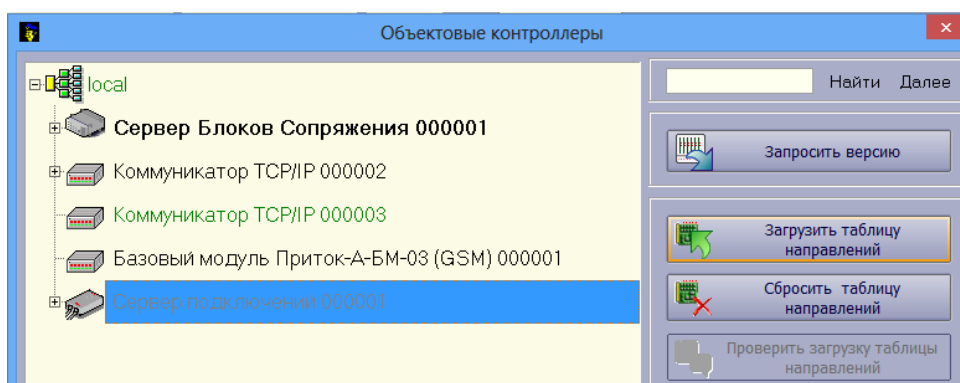 Объектовые контроллеры
local
Сервер Блоков Сопряжения 000001
Коммуникатор TCP/IP 000002
Коммуникатор TCP/IP 000003
Базовый модуль Приток-А-БМ-03 (GSM) 000001
Сервер подключений 000001
Найти Далее
Запросить версию
Загрузить таблицу
направлений
Сбросить таблицу
направлений
Проверить загрузку таблицы
направлений